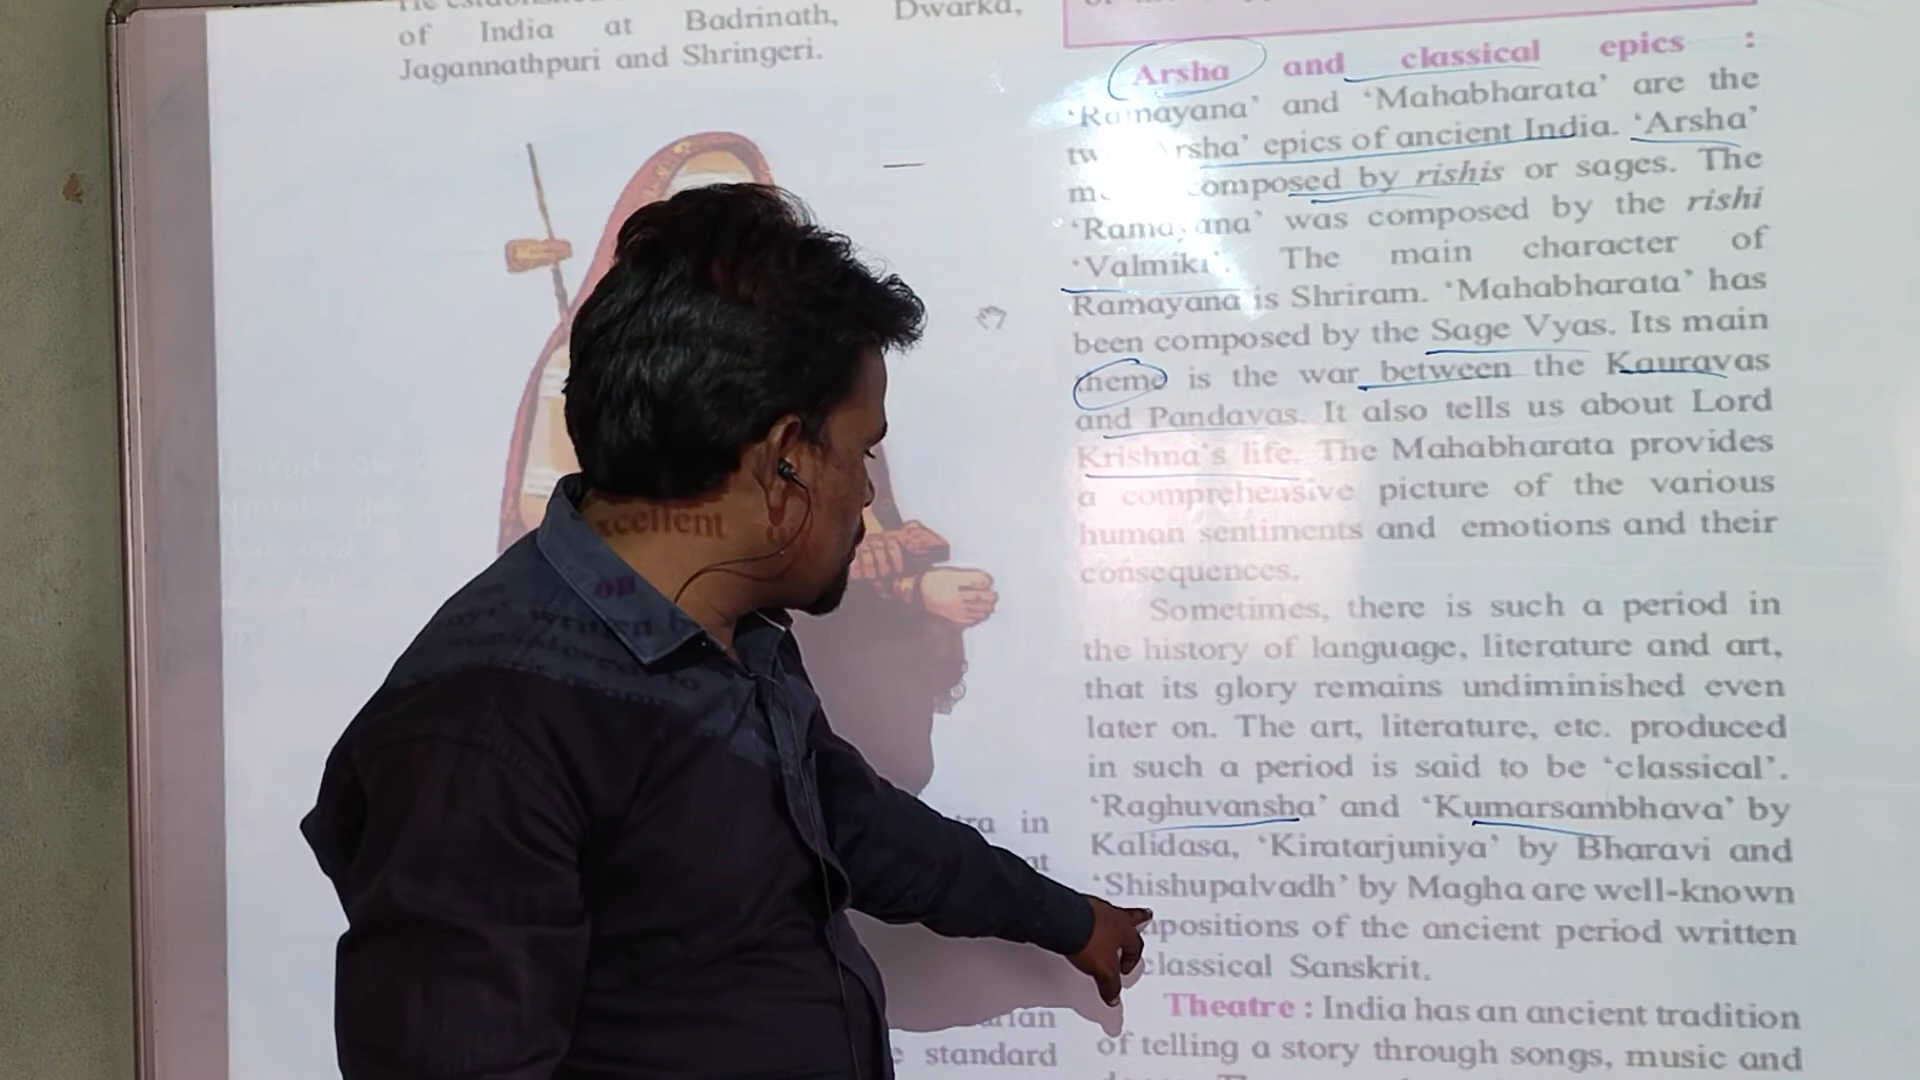 of India at Badrinath, Dwarka,
Jagannathpuri and Shringeri.
xcellent
on
written
in
standard
Arsha and classical epics :
'Ramayana' and 'Mahabharata' are the
rsha' epics of ancient India. 'Arsha'
composed by rishis or sages. The
'Ramayana' was composed by the rishi
'Valmiki'. The main character of
Ramayana is Shriram. 'Mahabharata' has
been composed by the Sage Vyas. Its main
theme is the war between the Kauravas
and Pandavas. It also tells us about Lord
Krishna's life. The Mahabharata provides
a comprehensive picture of the various
human sentiments and emotions and their
consequences.
Sometimes, there is such a period in
the history of language, literature and art,
that its glory remains undiminished even
later on. The art, literature, etc. produced
in such a period is said to be 'classical'.
'Raghuvansha' and 'Kumarsambhava' by
Kalidasa, 'Kiratarjuniya' by Bharavi and
'Shishupalvadh' by Magha are well-known
positions of the ancient period written
classical Sanskrit.
Theatre : India has an ancient tradition
of telling a story through songs, music and